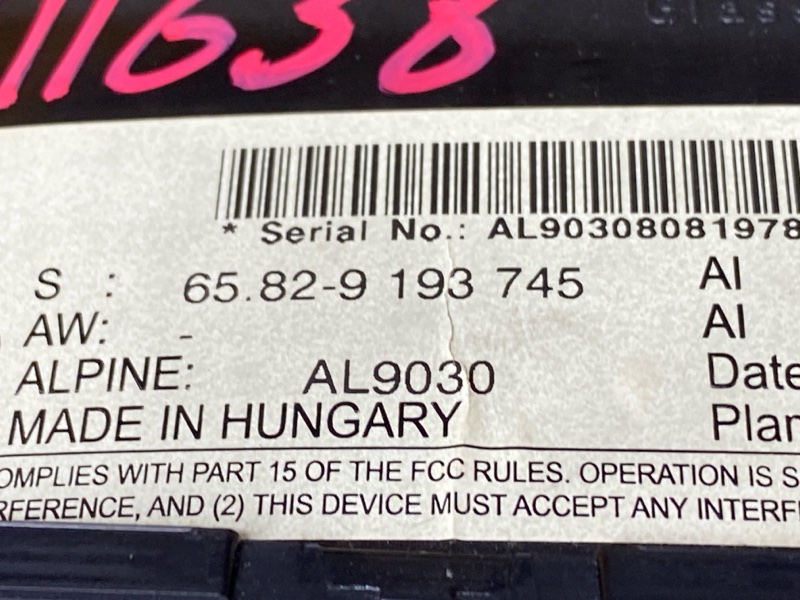 11638
Glass
* Serial No.: AL90308081978
S : 65.82-9 193 745 AI
AW: - AI
ALPINE: AL9030 Date
MADE IN HUNGARY Plan
OMPLIES WITH PART 15 OF THE FCC RULES. OPERATION IS S
RFERENCE, AND (2) THIS DEVICE MUST ACCEPT ANY INTERF